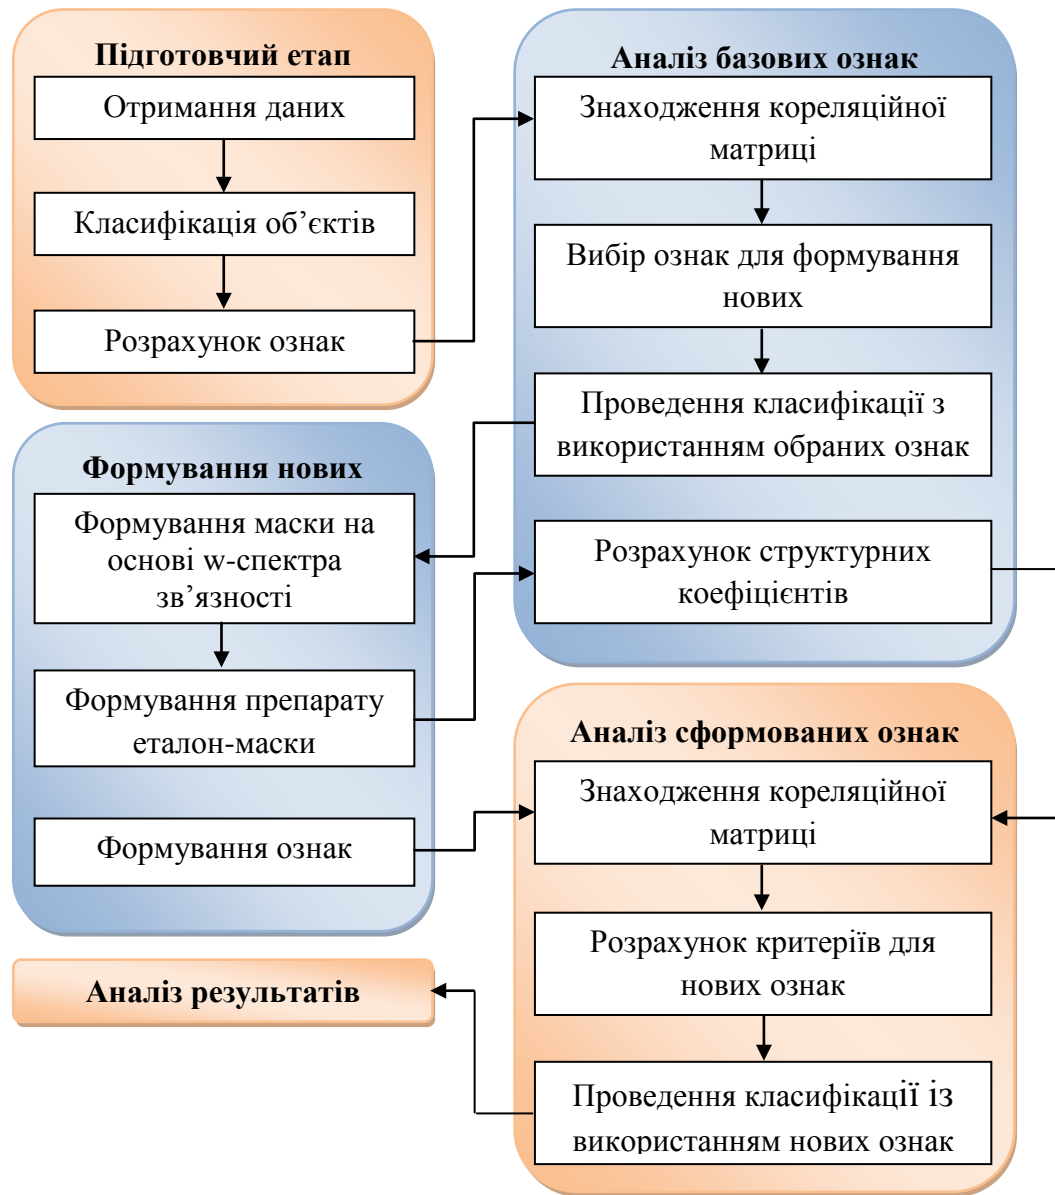 Підготовчий етап
Отримання даних
Класифікація об’єктів
Розрахунок ознак
Аналіз базових ознак
Знаходження кореляційної
матриці
Вибір ознак для формування
нових
Проведення класифікації з
використанням обраних ознак
Розрахунок структурних
коефіцієнтів
Формування нових
Формування маски на
основі w-спектра
зв’язності
Формування препарату
еталон-маски
Формування ознак
Аналіз сформованих ознак
Знаходження кореляційної
матриці
Розрахунок критеріїв для
нових ознак
Проведення класифікації із
використанням нових ознак
Аналіз результатів